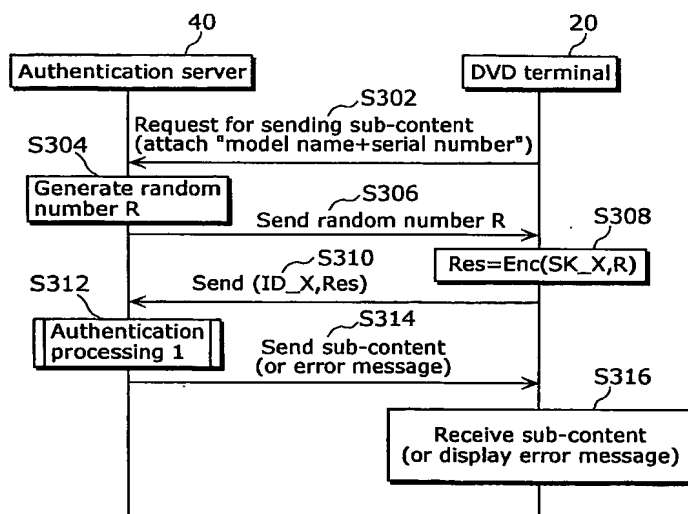 40
20
Authentication server
DVD terminal
S302
Request for sending sub-content
(attach "model name+serial number")
S304
Generate random
number R
S306
Send random number R
S308
Res=Enc(SK_X,R)
S310
Send (ID_X,Res)
S312
Authentication
processing 1
S314
Send sub-content
(or error message)
S316
Receive sub-content
(or display error message)